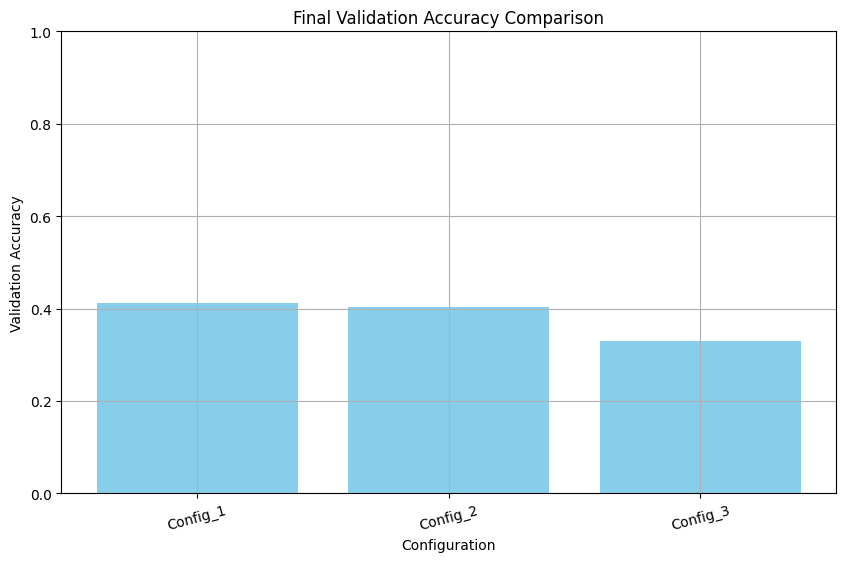 Final Validation Accuracy Comparison
1.0
0.8
0.6
0.4
0.2
0.0
Validation Accuracy
Config_1
Config_2
Config_3
Configuration